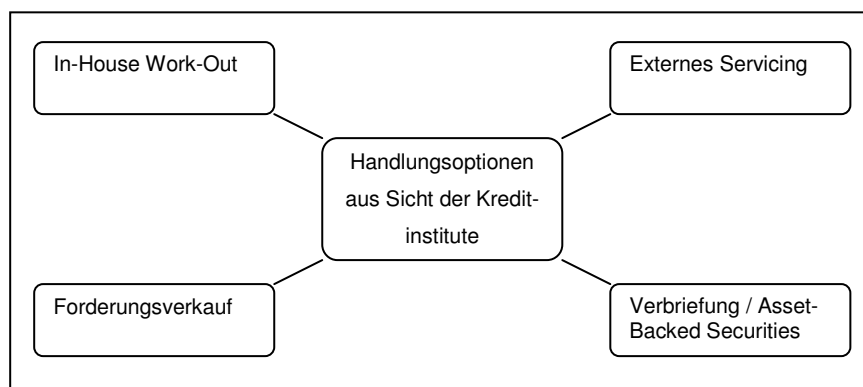 In-House Work-Out
Externes Servicing
Handlungsoptionen
aus Sicht der Kredit-
institute
Forderungsverkauf
Verbriefung / Asset-
Backed Securities